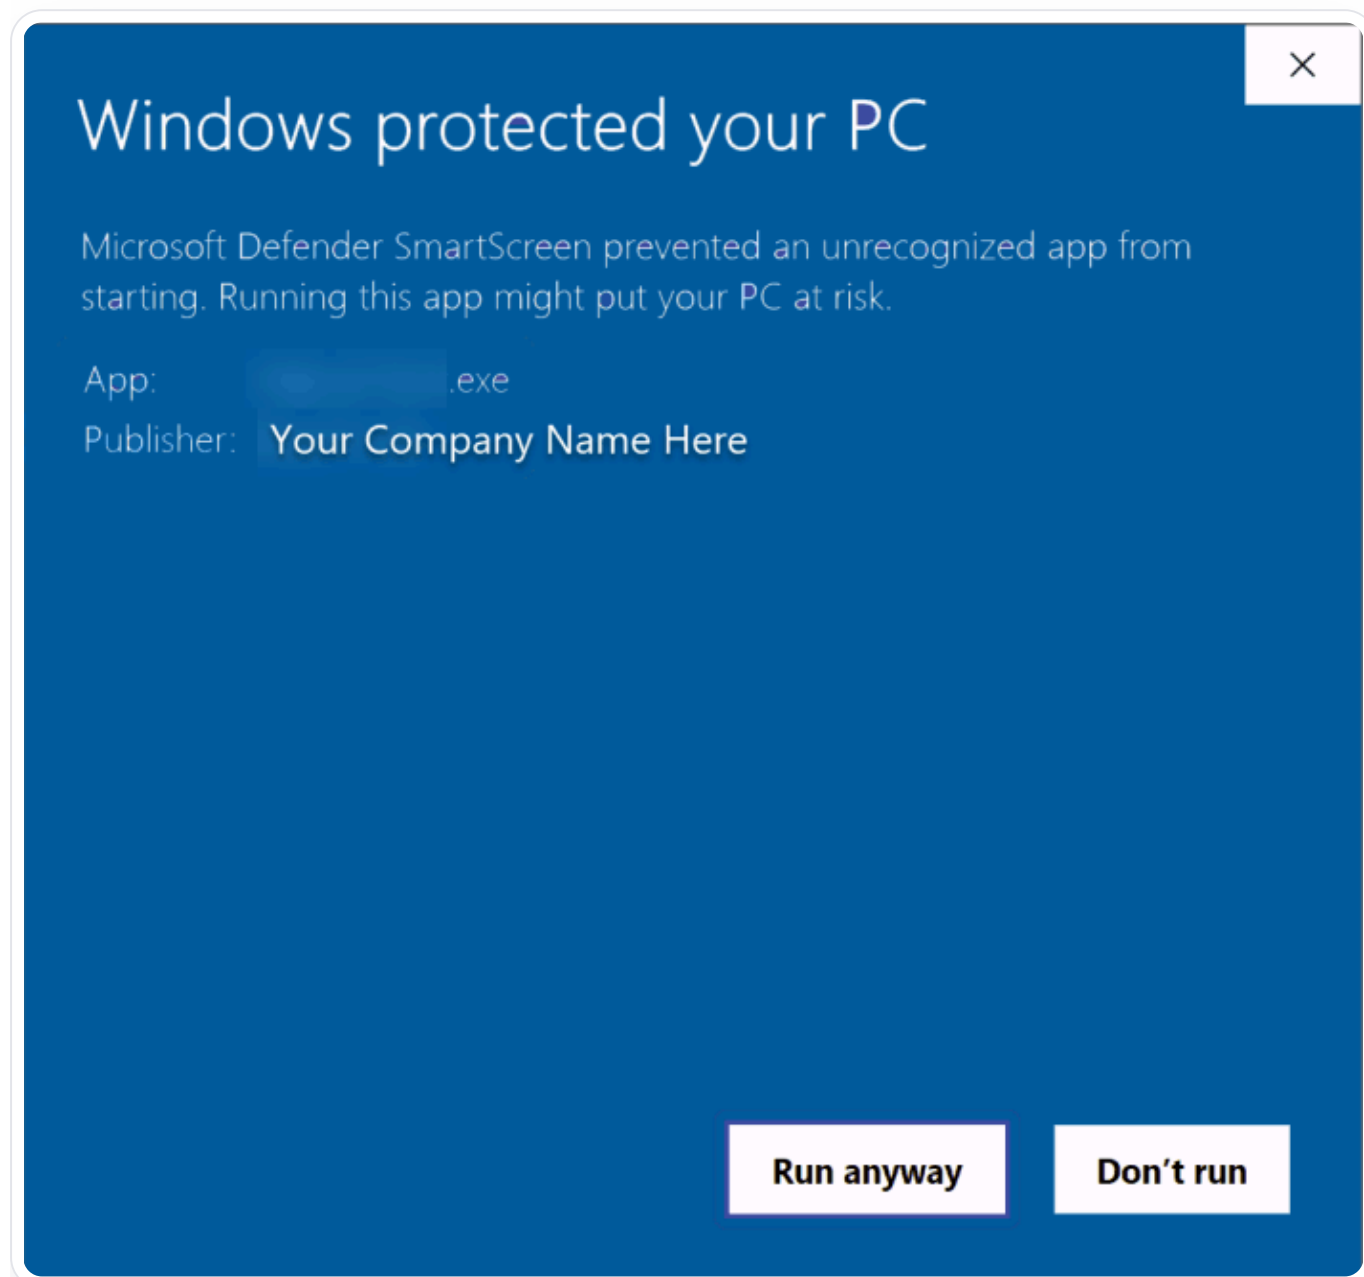 Windows protected your PC
Microsoft Defender SmartScreen prevented an unrecognized app from
starting. Running this app might put your PC at risk.
App: .exe
Publisher: Your Company Name Here
Run anyway Don’t run